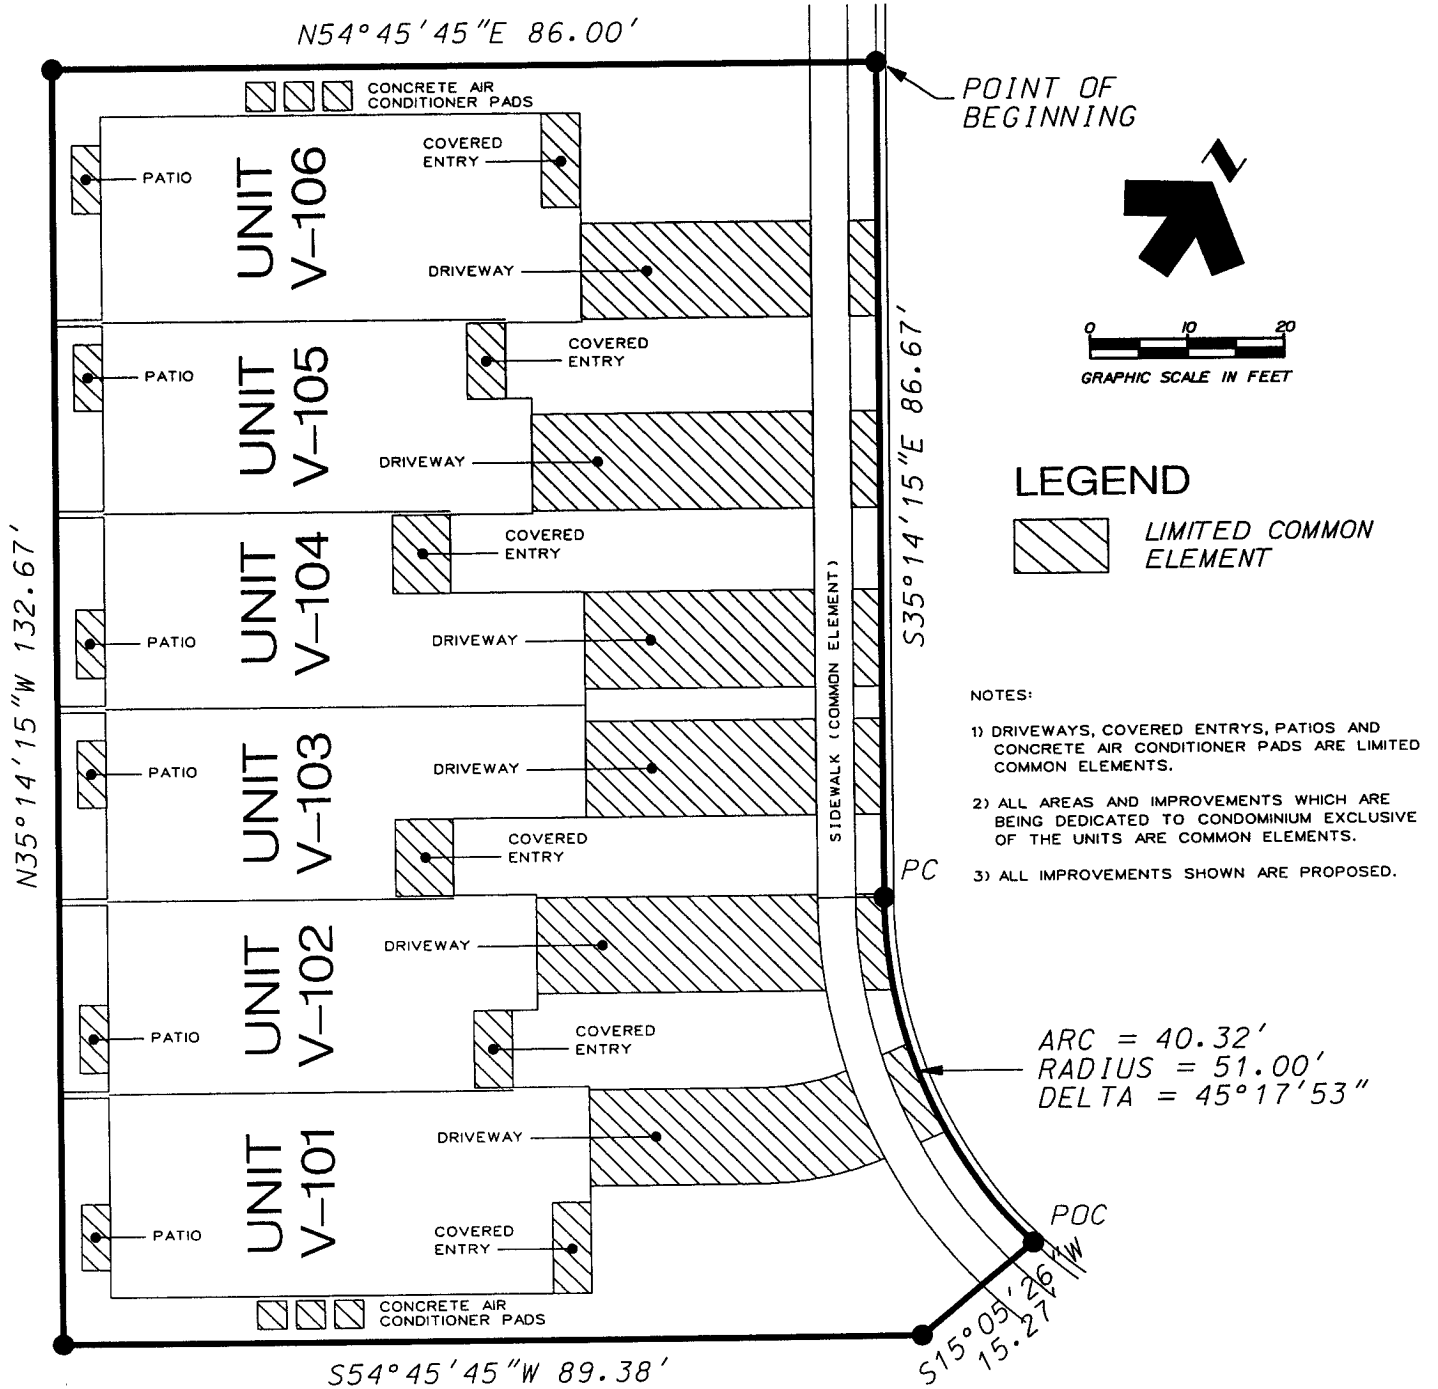 N54°45'45"E 86.00'
POINT OF
BEGINNING
CONCRETE AIR
CONDITIONER PADS
COVERED
ENTRY
PATIO
UNIT
V-106
DRIVEWAY
N
0 10 20
GRAPHIC SCALE IN FEET
S35°14'15"E 86.67'
COVERED
ENTRY
PATIO
UNIT
V-105
DRIVEWAY
LEGEND
LIMITED COMMON
ELEMENT
COVERED
ENTRY
PATIO
UNIT
V-104
DRIVEWAY
SIDEWALK (COMMON ELEMENT)
N35°14'15"W 132.67'
NOTES:
1) DRIVEWAYS, COVERED ENTRYS, PATIOS AND
CONCRETE AIR CONDITIONER PADS ARE LIMITED
COMMON ELEMENTS.
2) ALL AREAS AND IMPROVEMENTS WHICH ARE
BEING DEDICATED TO CONDOMINIUM EXCLUSIVE
OF THE UNITS ARE COMMON ELEMENTS.
3) ALL IMPROVEMENTS SHOWN ARE PROPOSED.
PATIO
UNIT
V-103
DRIVEWAY
COVERED
ENTRY
PC
DRIVEWAY
UNIT
V-102
PATIO
COVERED
ENTRY
ARC = 40.32'
RADIUS = 51.00'
DELTA = 45°17'53"
DRIVEWAY
UNIT
V-101
PATIO
COVERED
ENTRY
POC
S15°05'26"W
15.27'
CONCRETE AIR
CONDITIONER PADS
S54°45'45"W 89.38'